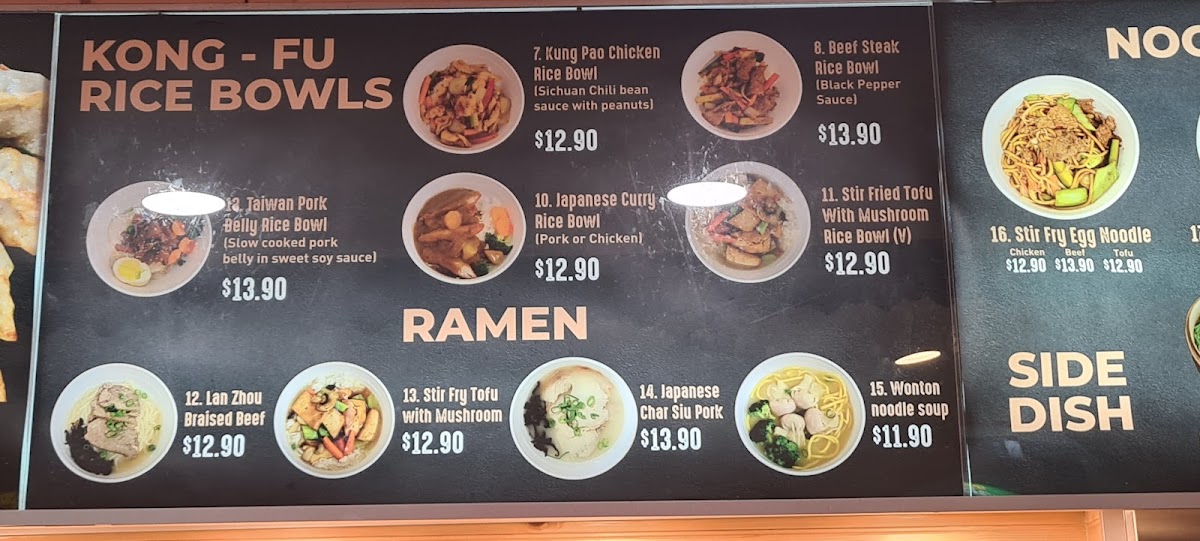 KONG - FU
RICE BOWLS
7. Kung Pao Chicken
Rice Bowl
(Sichuan Chili bean
sauce with peanuts)
$12.90
8. Beef Steak
Rice Bowl
(Black Pepper
Sauce)
$13.90
Taiwan Pork
Belly Rice Bowl
(Slow cooked pork
belly in sweet soy sauce)
$13.90
10. Japanese Curry
Rice Bowl
(Pork or Chicken)
$12.90
11. Stir Fried Tofu
With Mushroom
Rice Bowl (V)
$12.90
RAMEN
12. Lan Zhou
Braised Beef
$12.90
13. Stir Fry Tofu
with Mushroom
$12.90
14. Japanese
Char Siu Pork
$13.90
15. Wonton
noodle soup
$11.90
16. Stir Fry Egg Noodle
Chicken Beef Tofu
$12.90 $13.90 $12.90
SIDE
DISH